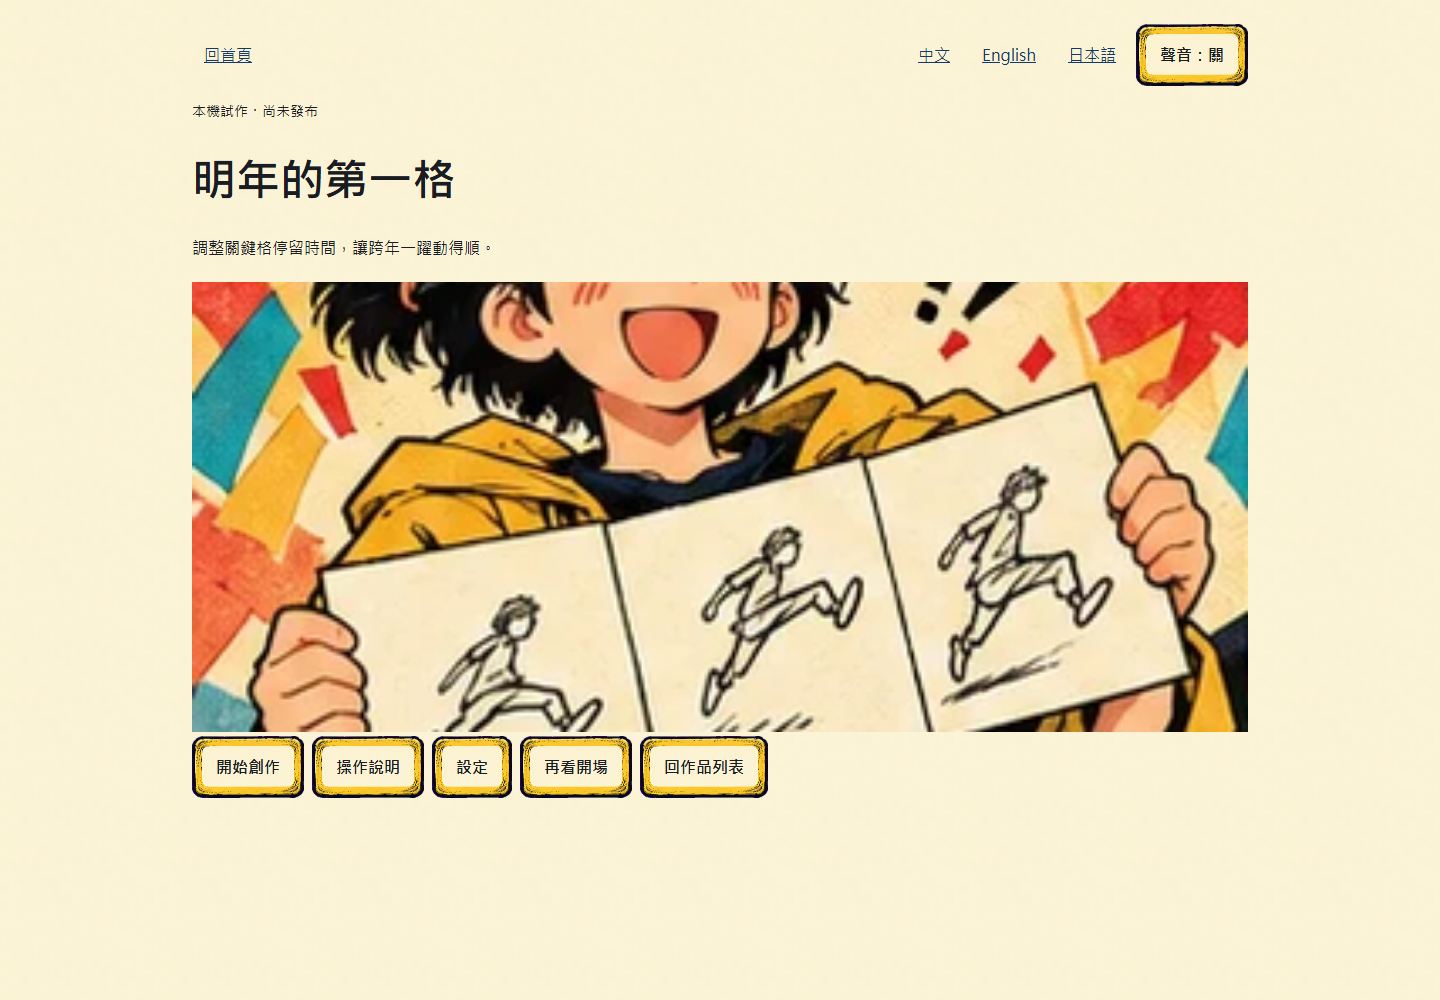 回首頁
中文 English 日本語 聲音：關
本機試作・尚未發布
明年的第一格
調整關鍵格停留時間，讓跨年一躍動得順。
!
開始創作 操作說明 設定 再看開場 回作品列表